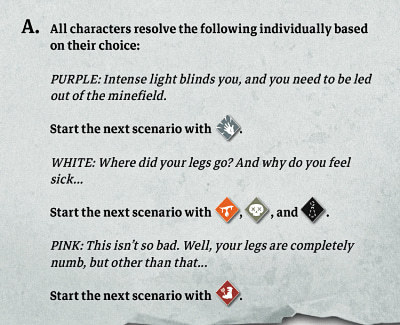 A. All characters resolve the following individually based
on their choice:
PURPLE: Intense light blinds you, and you need to be led
out of the minefield.
Start the next scenario with .
WHITE: Where did your legs go? And why do you feel
sick...
Start the next scenario with , , and .
PINK: This isn't so bad. Well, your legs are completely
numb, but other than that...
Start the next scenario with .